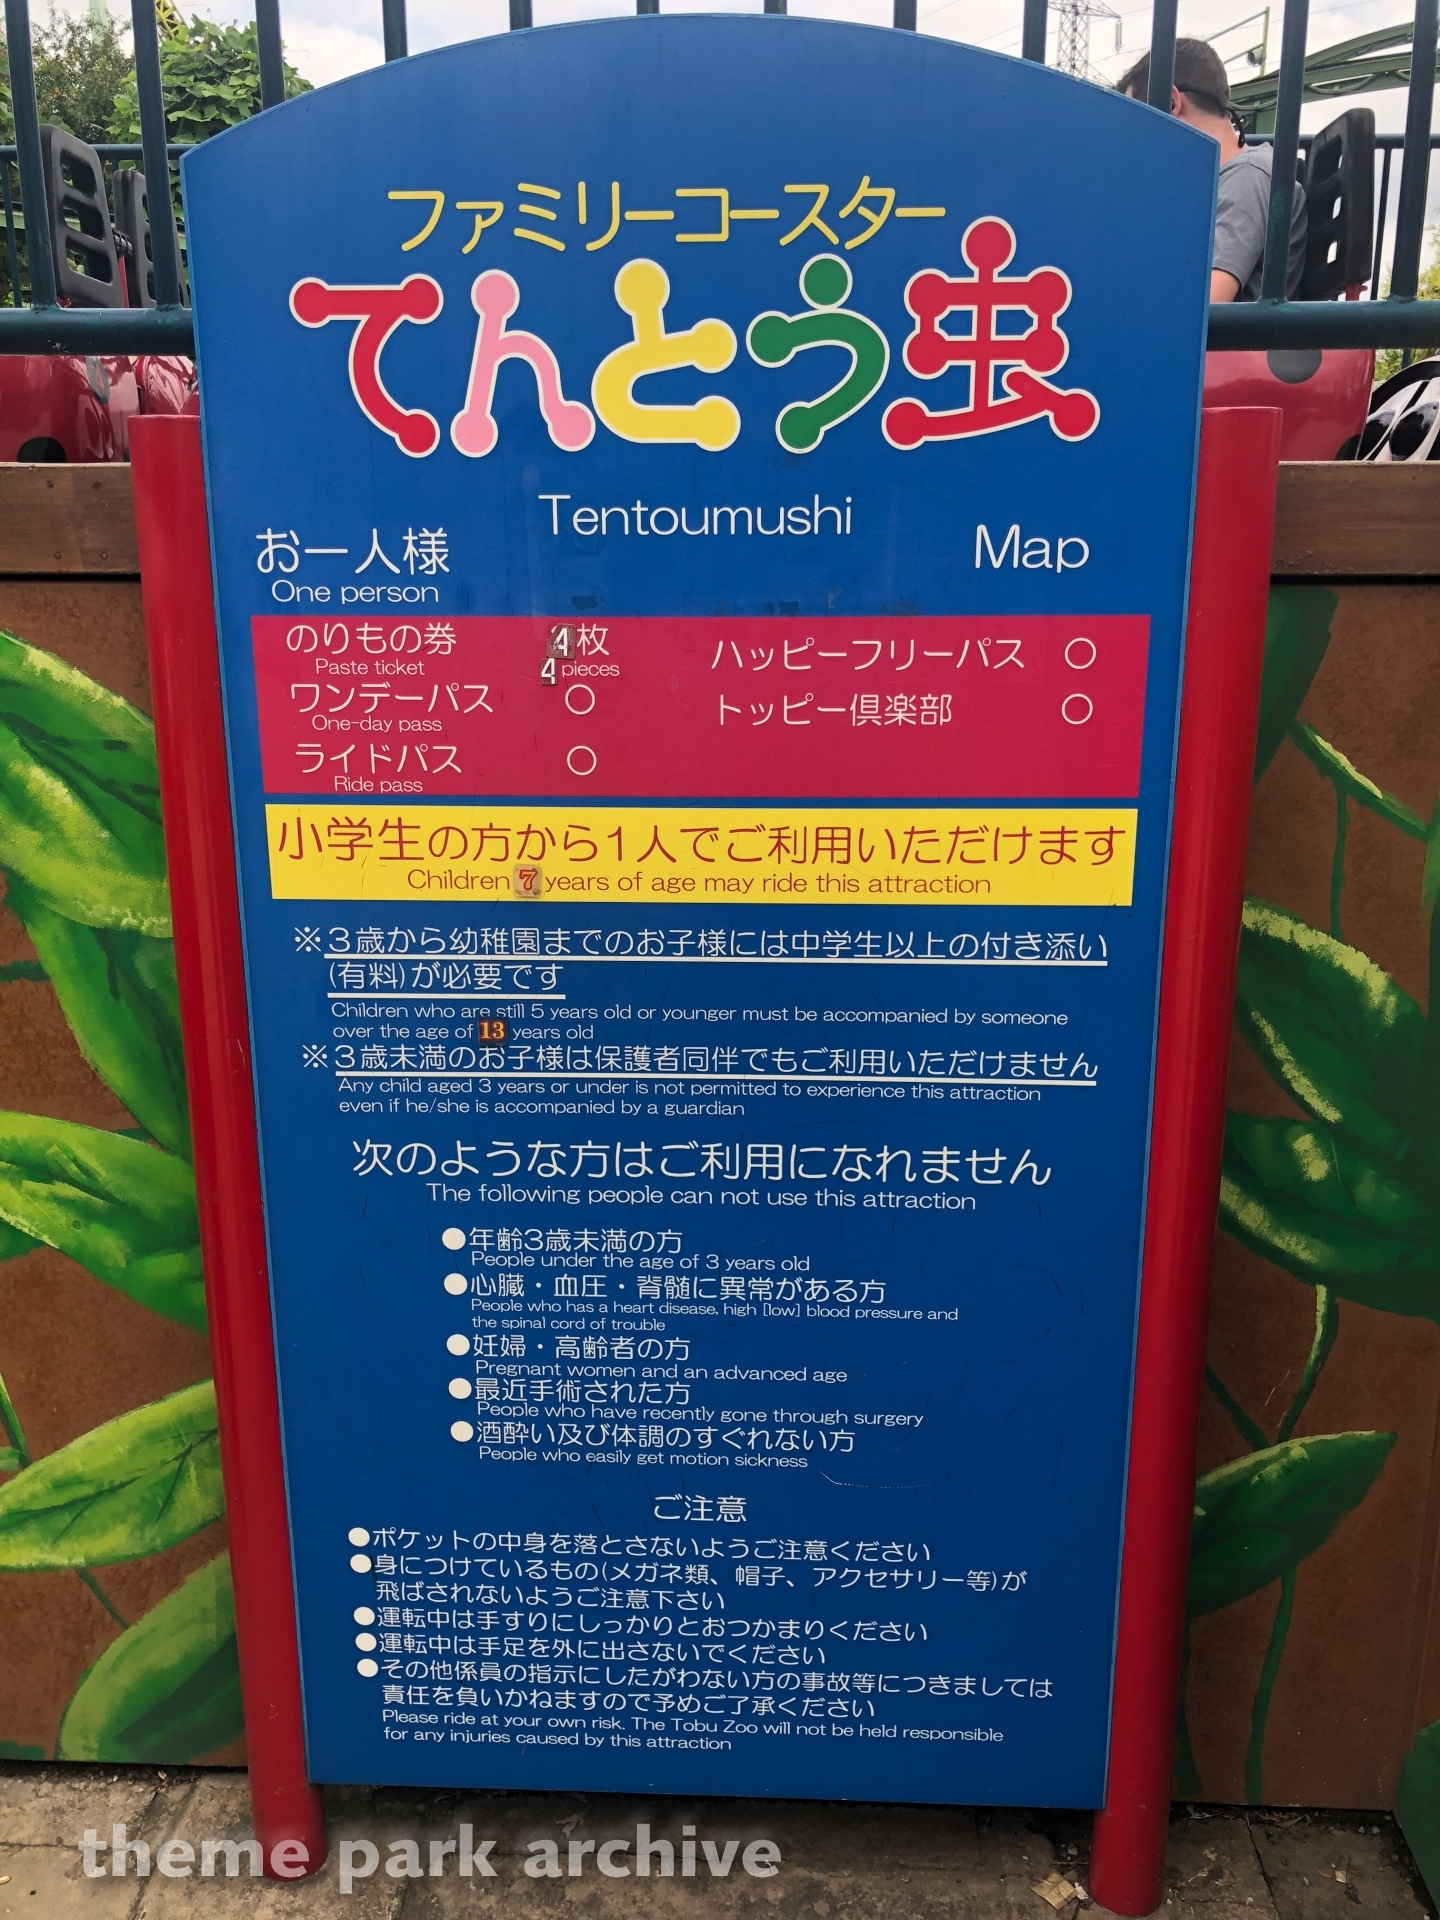 ファミリーコースター
てんとう虫
Tentoumushi
お一人様
One person
Map
のりもの券 4枚
Paste ticket 4 pieces
ワンデーパス ○
One-day pass
ライドパス ○
Ride pass
ハッピーフリーパス ○
トッピー倶楽部 ○
小学生の方から1人でご利用いただけます
Children 7 years of age may ride this attraction
※3歳から幼稚園までのお子様には中学生以上の付き添い
(有料)が必要です
Children who are still 5 years old or younger must be accompanied by someone
over the age of 13 years old
※3歳未満のお子様は保護者同伴でもご利用いただけません
Any child aged 3 years or under is not permitted to experience this attraction
even if he/she is accompanied by a guardian
次のような方はご利用になれません
The following people can not use this attraction
●年齢3歳未満の方
People under the age of 3 years old
●心臓・血圧・脊髄に異常がある方
People who has a heart disease, high [low] blood pressure and
the spinal cord of trouble
●妊婦・高齢者の方
Pregnant women and an advanced age
●最近手術された方
People who have recently gone through surgery
●酒酔い及び体調のすぐれない方
People who easily get motion sickness
ご注意
●ポケットの中身を落とさないようご注意ください
●身につけているもの(メガネ類、帽子、アクセサリー等)が
飛ばされないようご注意下さい
●運転中は手すりにしっかりとおつかまりください
●運転中は手足を外に出さないでください
●その他係員の指示にしたがわない方の事故等につきましては
責任を負いかねますので予めご了承ください
Please ride at your own risk. The Tobu Zoo will not be held responsible
for any injuries caused by this attraction
theme park archive